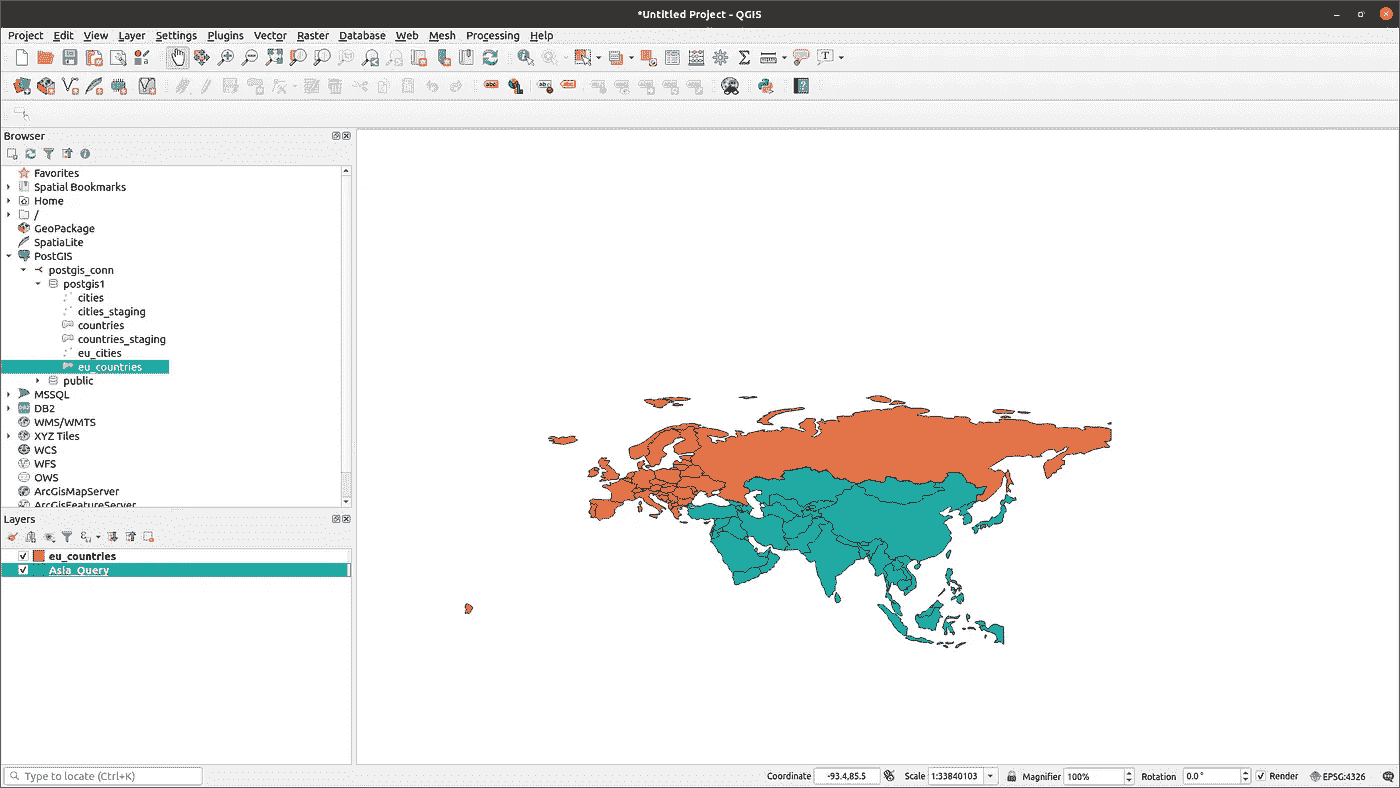 *Untitled Project - QGIS
Project Edit View Layer Settings Plugins Vector Raster Database Web Mesh Processing Help
Browser
Favorites
Spatial Bookmarks
Home
/
GeoPackage
SpatiaLite
PostGIS
postgis_conn
postgis1
cities
cities_staging
countries
countries_staging
eu_cities
eu_countries
public
MSSQL
DB2
WMS/WMTS
XYZ Tiles
WCS
WFS
OWS
ArcGisMapServer
ArcGisFeatureServer
Layers
eu_countries
Asia_Query
Type to locate (Ctrl+K) Coordinate -93.4,85.5 Scale 1:33840103 Magnifier 100% Rotation 0.0 ° Render EPSG:4326